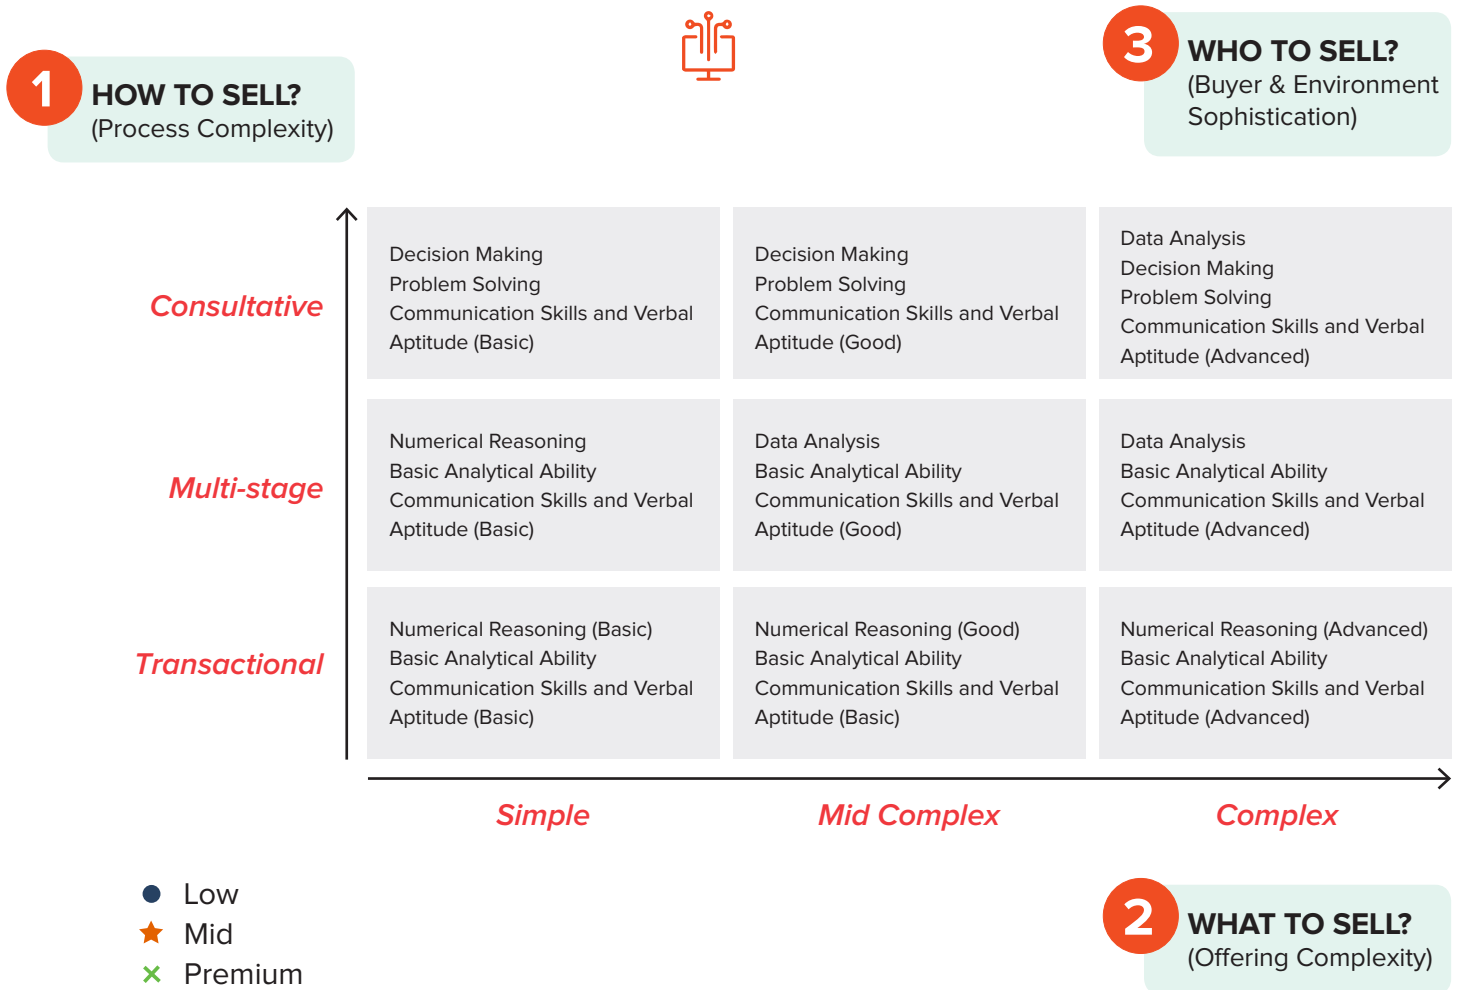 1
HOW TO SELL?
(Process Complexity)
3
WHO TO SELL?
(Buyer & Environment
Sophistication)
Consultative
Decision Making
Problem Solving
Communication Skills and Verbal
Aptitude (Basic)
Decision Making
Problem Solving
Communication Skills and Verbal
Aptitude (Good)
Data Analysis
Decision Making
Problem Solving
Communication Skills and Verbal
Aptitude (Advanced)
Multi-stage
Numerical Reasoning
Basic Analytical Ability
Communication Skills and Verbal
Aptitude (Basic)
Data Analysis
Basic Analytical Ability
Communication Skills and Verbal
Aptitude (Good)
Data Analysis
Basic Analytical Ability
Communication Skills and Verbal
Aptitude (Advanced)
Transactional
Numerical Reasoning (Basic)
Basic Analytical Ability
Communication Skills and Verbal
Aptitude (Basic)
Numerical Reasoning (Good)
Basic Analytical Ability
Communication Skills and Verbal
Aptitude (Basic)
Numerical Reasoning (Advanced)
Basic Analytical Ability
Communication Skills and Verbal
Aptitude (Advanced)
Simple
Mid Complex
Complex
Low
Mid
Premium
2
WHAT TO SELL?
(Offering Complexity)